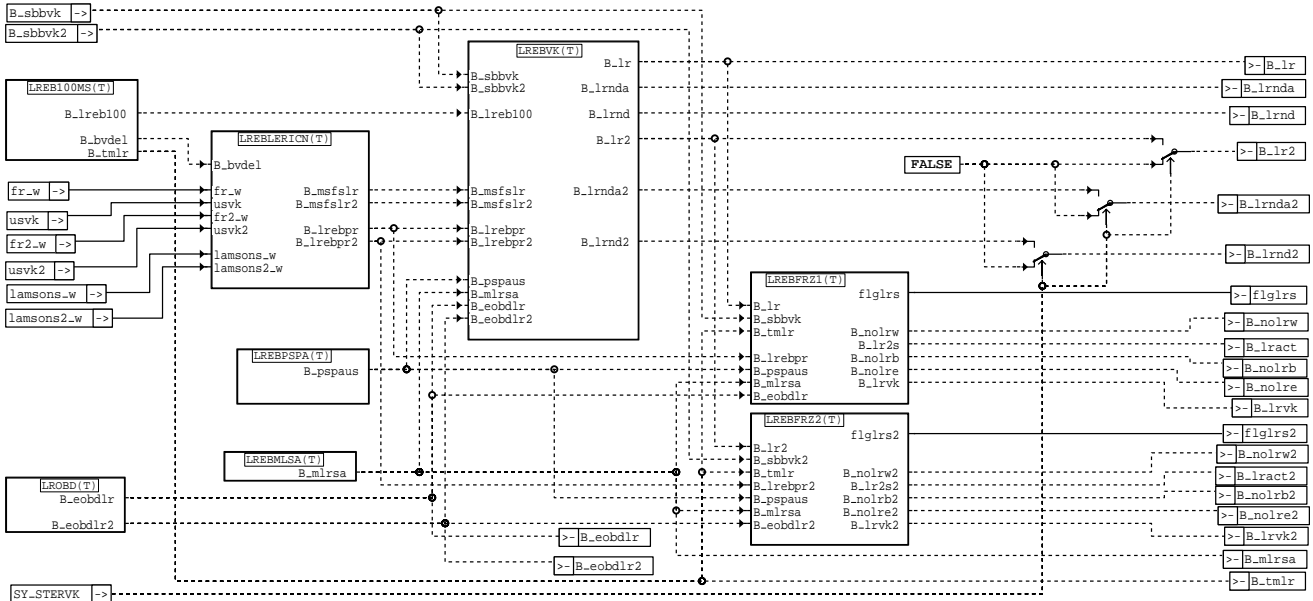 B_sbbvk ->
B_sbbvk2 ->
LREB100MS(T)
B_lreb100
B_bvdel
B_tmlr
fr_w ->
usvk ->
fr2_w ->
usvk2 ->
lamsons_w ->
lamsons2_w ->
LREBLERICN(T)
B_bvdel
fr_w
usvk
fr2_w
usvk2
lamsons_w
lamsons2_w
B_msfslr
B_msfslr2
B_lrebpr
B_lrebpr2
LREBPSPA(T)
B_pspaus
LREBMLSA(T)
B_mlrsa
LROBD(T)
B_eobdlr
B_eobdlr2
SY_STERVK ->
LREBVK(T)
B_sbbvk
B_sbbvk2
B_lreb100
B_msfslr
B_msfslr2
B_lrebpr
B_lrebpr2
B_pspaus
B_mlrsa
B_eobdlr
B_eobdlr2
B_lr
B_lrnda
B_lrnd
B_lr2
B_lrnda2
B_lrnd2
>- B_eobdlr
>- B_eobdlr2
FALSE
LREBFRZ1(T)
B_lr
B_sbbvk
B_tmlr
B_lrebpr
B_pspaus
B_mlrsa
B_eobdlr
flglrs
B_nolrw
B_lr2s
B_nolrb
B_nolre
B_lrvk
LREBFRZ2(T)
B_lr2
B_sbbvk2
B_tmlr
B_lrebpr2
B_pspaus
B_mlrsa
B_eobdlr2
flglrs2
B_nolrw2
B_lr2s2
B_nolrb2
B_nolre2
B_lrvk2
>- B_lr
>- B_lrnda
>- B_lrnd
>- B_lr2
>- B_lrnda2
>- B_lrnd2
>- flglrs
>- B_nolrw
>- B_lract
>- B_nolrb
>- B_nolre
>- B_lrvk
>- flglrs2
>- B_nolrw2
>- B_lract2
>- B_nolrb2
>- B_nolre2
>- B_lrvk2
>- B_mlrsa
>- B_tmlr